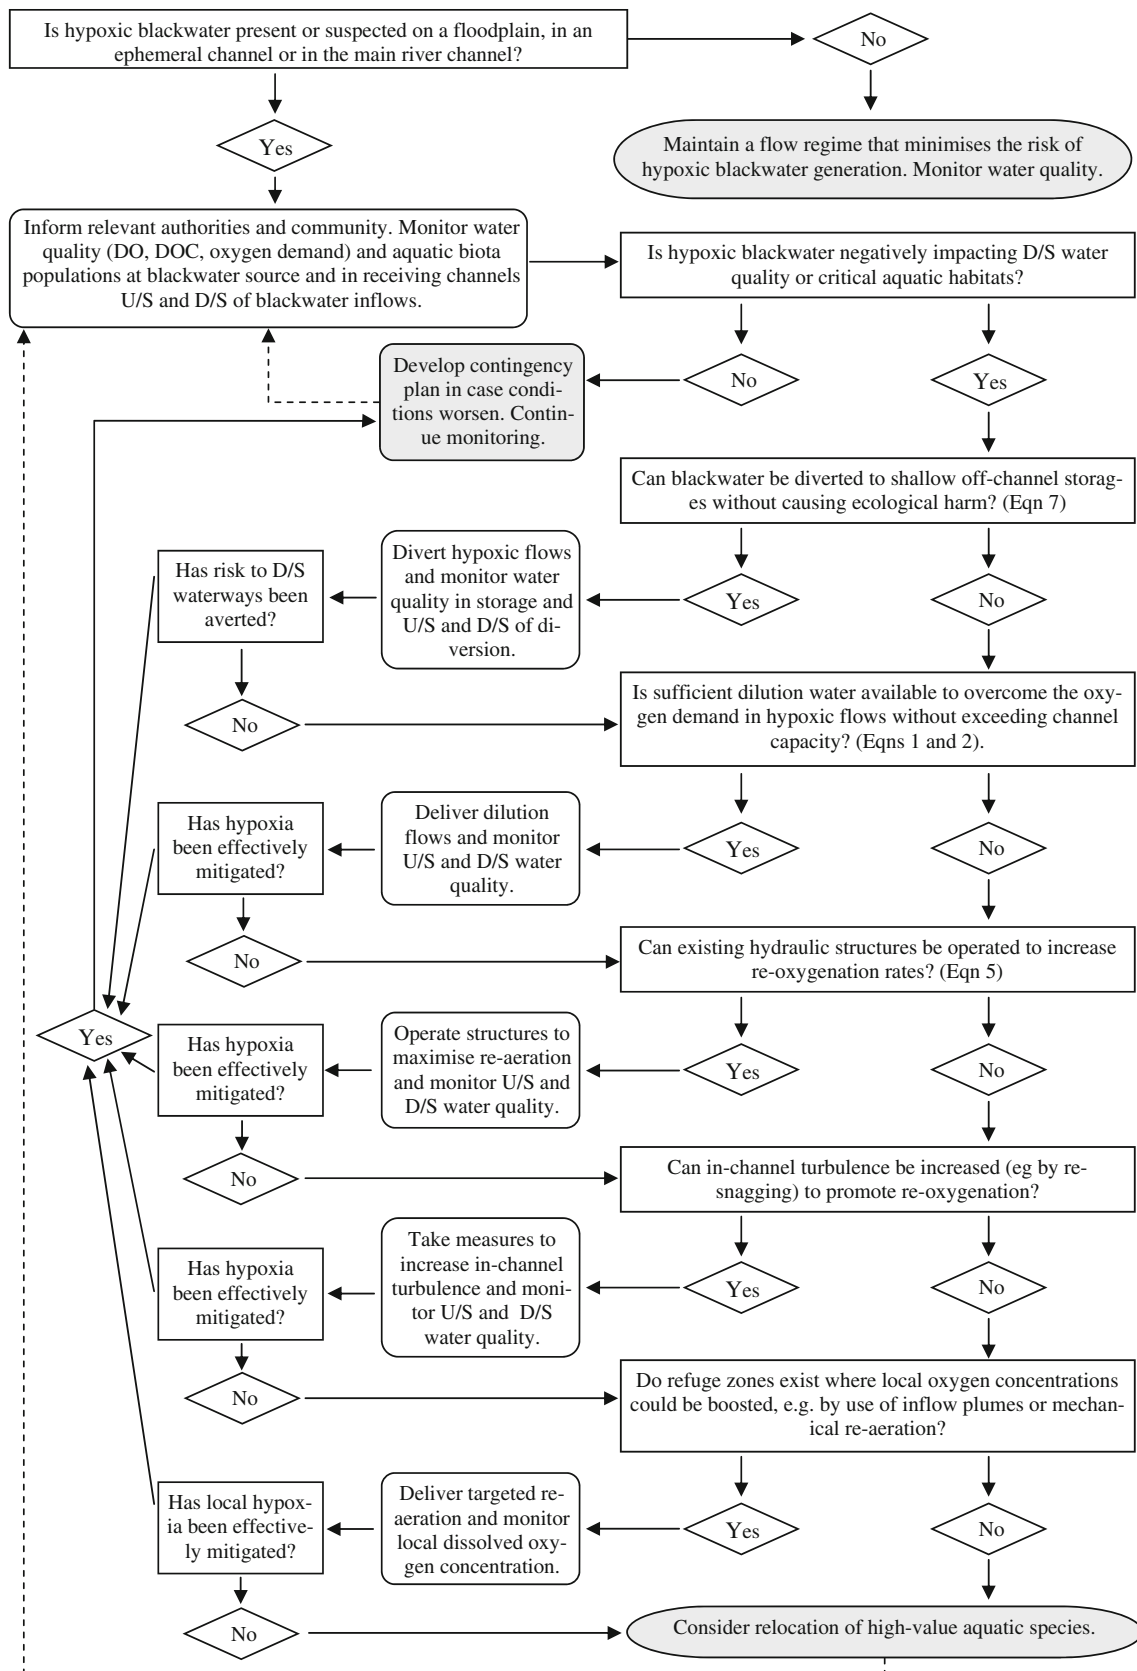 Is hypoxic blackwater present or suspected on a floodplain, in an
ephemeral channel or in the main river channel?
No
Yes
Maintain a flow regime that minimises the risk of
hypoxic blackwater generation. Monitor water quality.
Inform relevant authorities and community. Monitor water
quality (DO, DOC, oxygen demand) and aquatic biota
populations at blackwater source and in receiving channels
U/S and D/S of blackwater inflows.
Is hypoxic blackwater negatively impacting D/S water
quality or critical aquatic habitats?
No
Yes
Develop contingency
plan in case condi-
tions worsen. Contin-
ue monitoring.
Can blackwater be diverted to shallow off-channel storag-
es without causing ecological harm? (Eqn 7)
Yes
No
Divert hypoxic flows
and monitor water
quality in storage and
U/S and D/S of di-
version.
Has risk to D/S
waterways been
averted?
No
Is sufficient dilution water available to overcome the oxy-
gen demand in hypoxic flows without exceeding channel
capacity? (Eqns 1 and 2).
Yes
No
Deliver dilution
flows and monitor
U/S and D/S water
quality.
Has hypoxia
been effectively
mitigated?
No
Can existing hydraulic structures be operated to increase
re-oxygenation rates? (Eqn 5)
Yes
No
Operate structures to
maximise re-aeration
and monitor U/S and
D/S water quality.
Has hypoxia
been effectively
mitigated?
Yes
No
Can in-channel turbulence be increased (eg by re-
snagging) to promote re-oxygenation?
Yes
No
Take measures to
increase in-channel
turbulence and moni-
tor U/S and D/S
water quality.
Has hypoxia
been effectively
mitigated?
No
Do refuge zones exist where local oxygen concentrations
could be boosted, e.g. by use of inflow plumes or mechan-
ical re-aeration?
Yes
No
Deliver targeted re-
aeration and monitor
local dissolved oxy-
gen concentration.
Has local hypox-
ia been effective-
ly mitigated?
No
Consider relocation of high-value aquatic species.